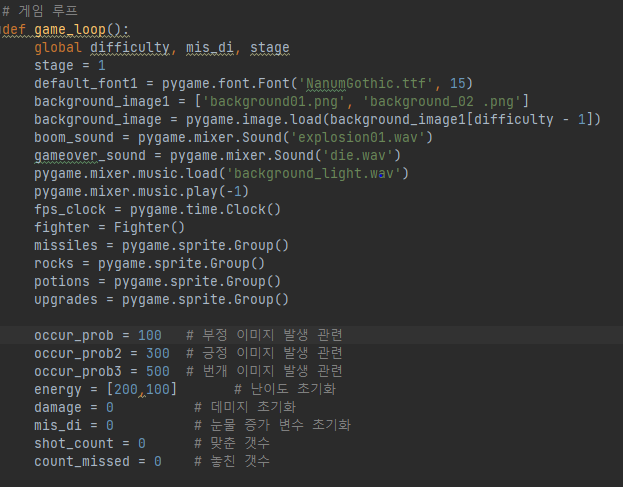 # 게임 루프
def game_loop():
    global difficulty, mis_di, stage
    stage = 1
    default_font1 = pygame.font.Font('NanumGothic.ttf', 15)
    background_image1 = ['background01.png', 'background_02 .png']
    background_image = pygame.image.load(background_image1[difficulty - 1])
    boom_sound = pygame.mixer.Sound('explosion01.wav')
    gameover_sound = pygame.mixer.Sound('die.wav')
    pygame.mixer.music.load('background_light.wav')
    pygame.mixer.music.play(-1)
    fps_clock = pygame.time.Clock()
    fighter = Fighter()
    missiles = pygame.sprite.Group()
    rocks = pygame.sprite.Group()
    potions = pygame.sprite.Group()
    upgrades = pygame.sprite.Group()

    occur_prob = 100   # 부정 이미지 발생 관련
    occur_prob2 = 300  # 긍정 이미지 발생 관련
    occur_prob3 = 500  # 번개 이미지 발생 관련
    energy = [200,100]       # 난이도 초기화
    damage = 0          # 데미지 초기화
    mis_di = 0          # 눈물 증가 변수 초기화
    shot_count = 0      # 맞춘 갯수
    count_missed = 0    # 놓친 갯수